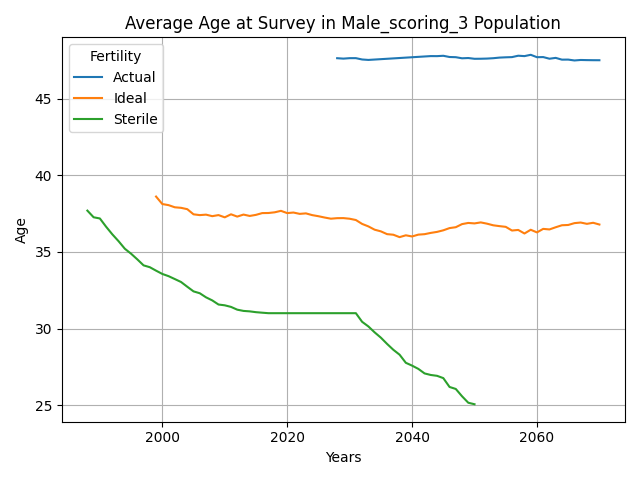 Average Age at Survey in Male_scoring_3 Population
Fertility
Actual
Ideal
Sterile
Age
45
40
35
30
25
2000 2020 2040 2060
Years